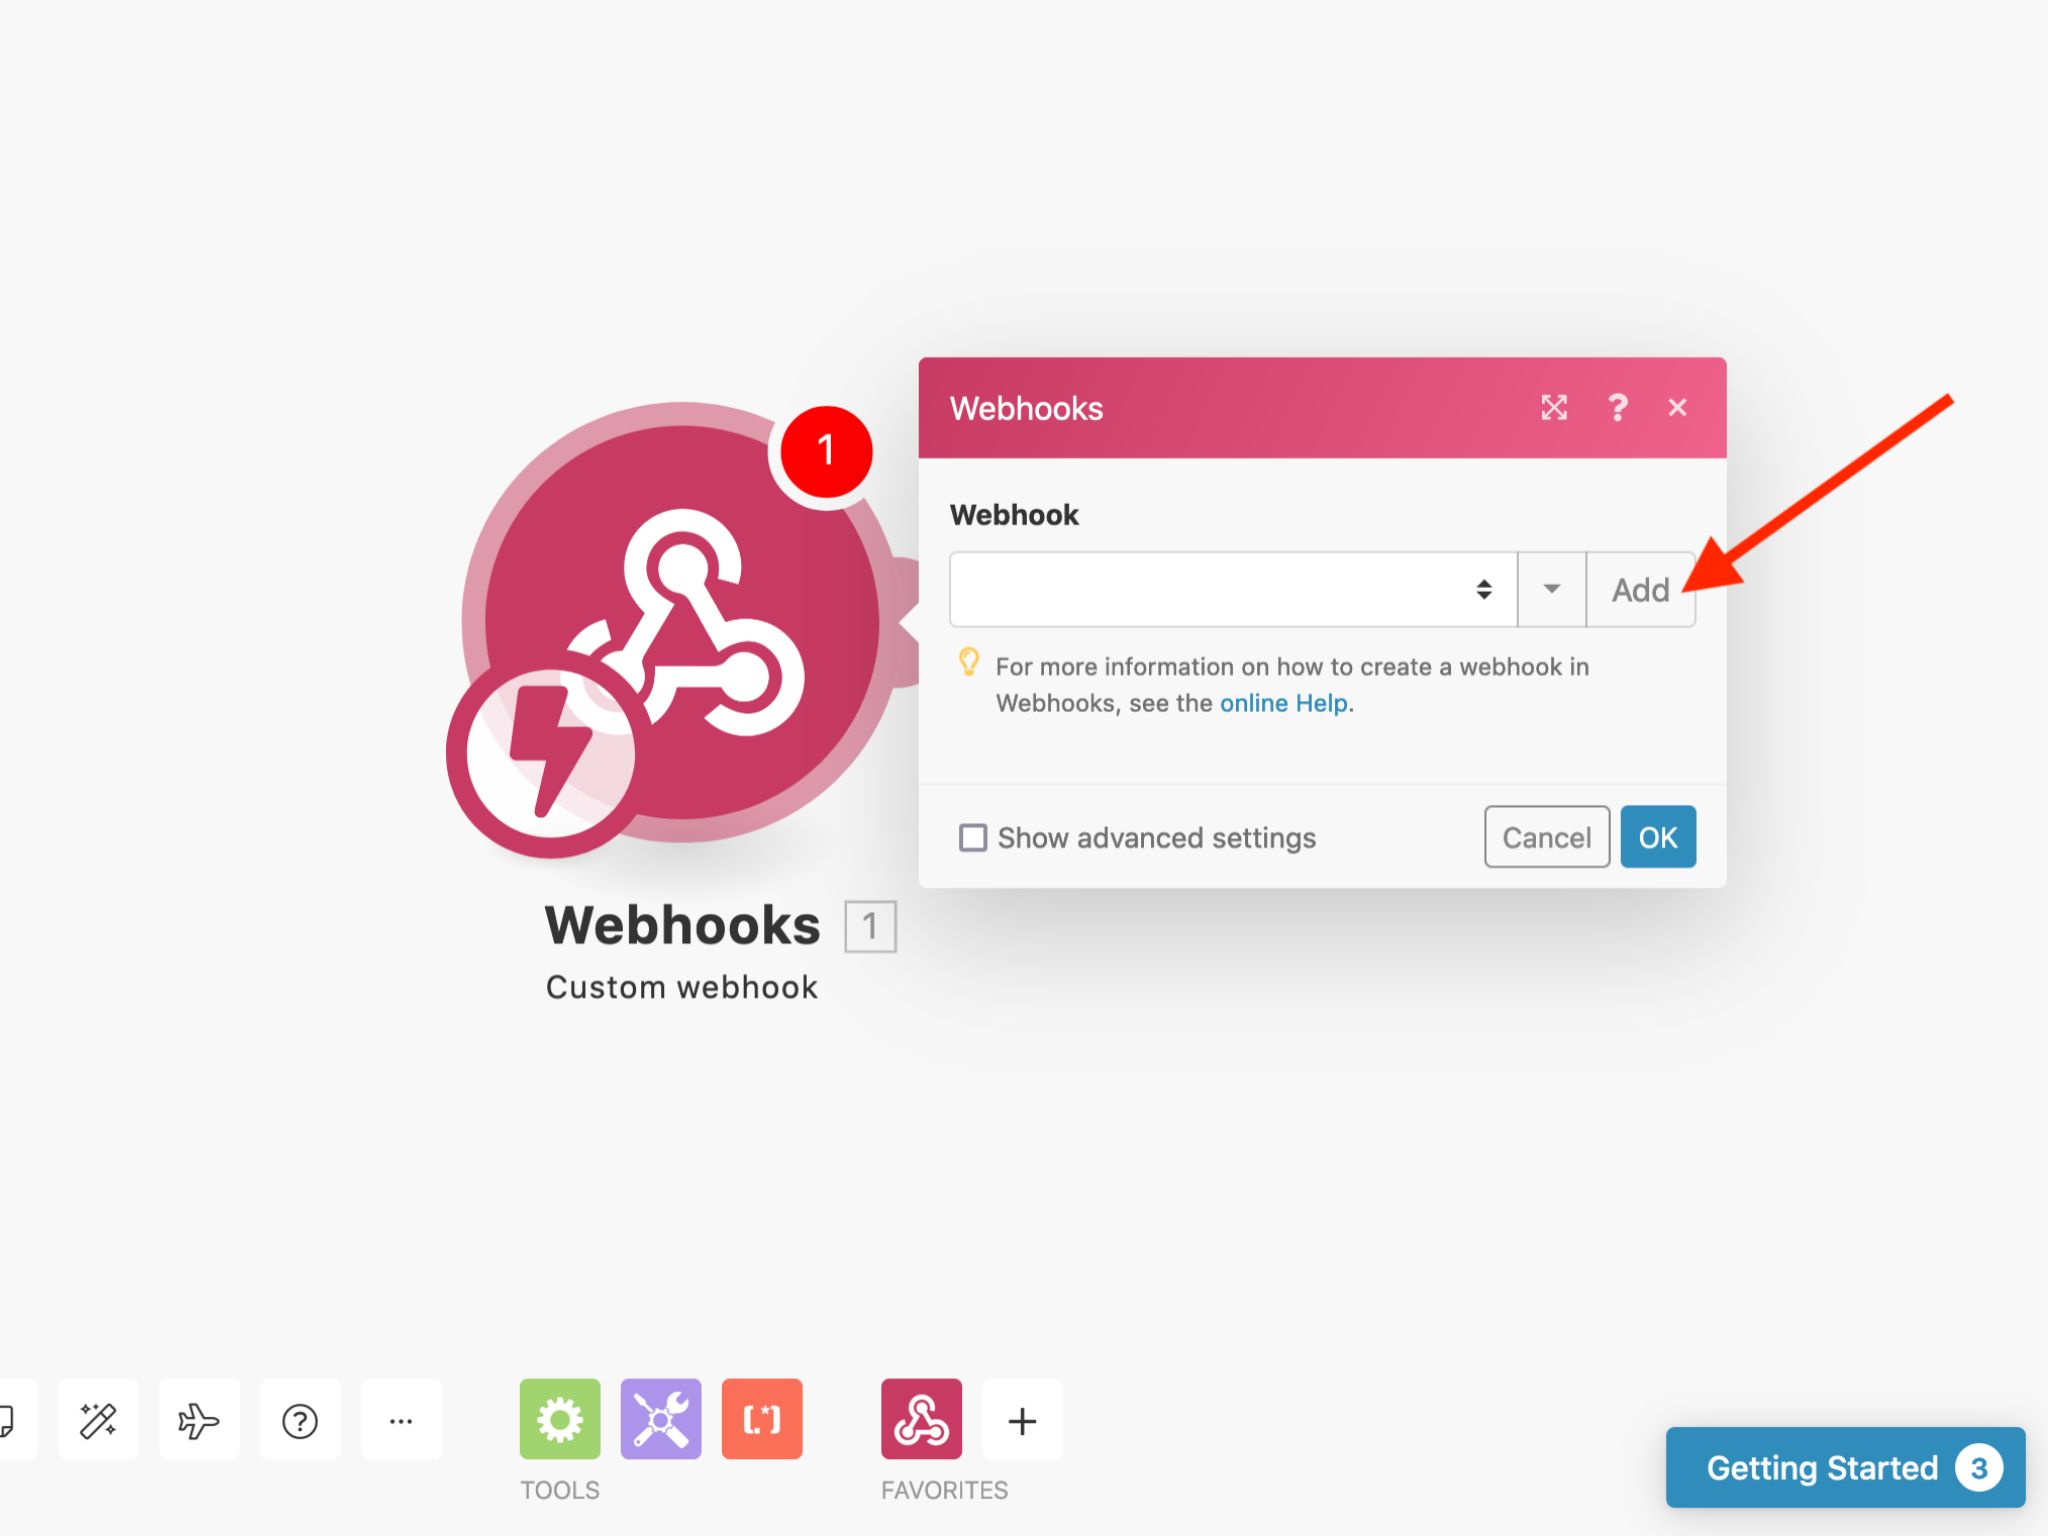 1
Webhooks
?
Webhook
Add
For more information on how to create a webhook in
Webhooks, see the online Help.
Show advanced settings
Cancel
OK
Webhooks 1
Custom webhook
TOOLS
FAVORITES
Getting Started 3